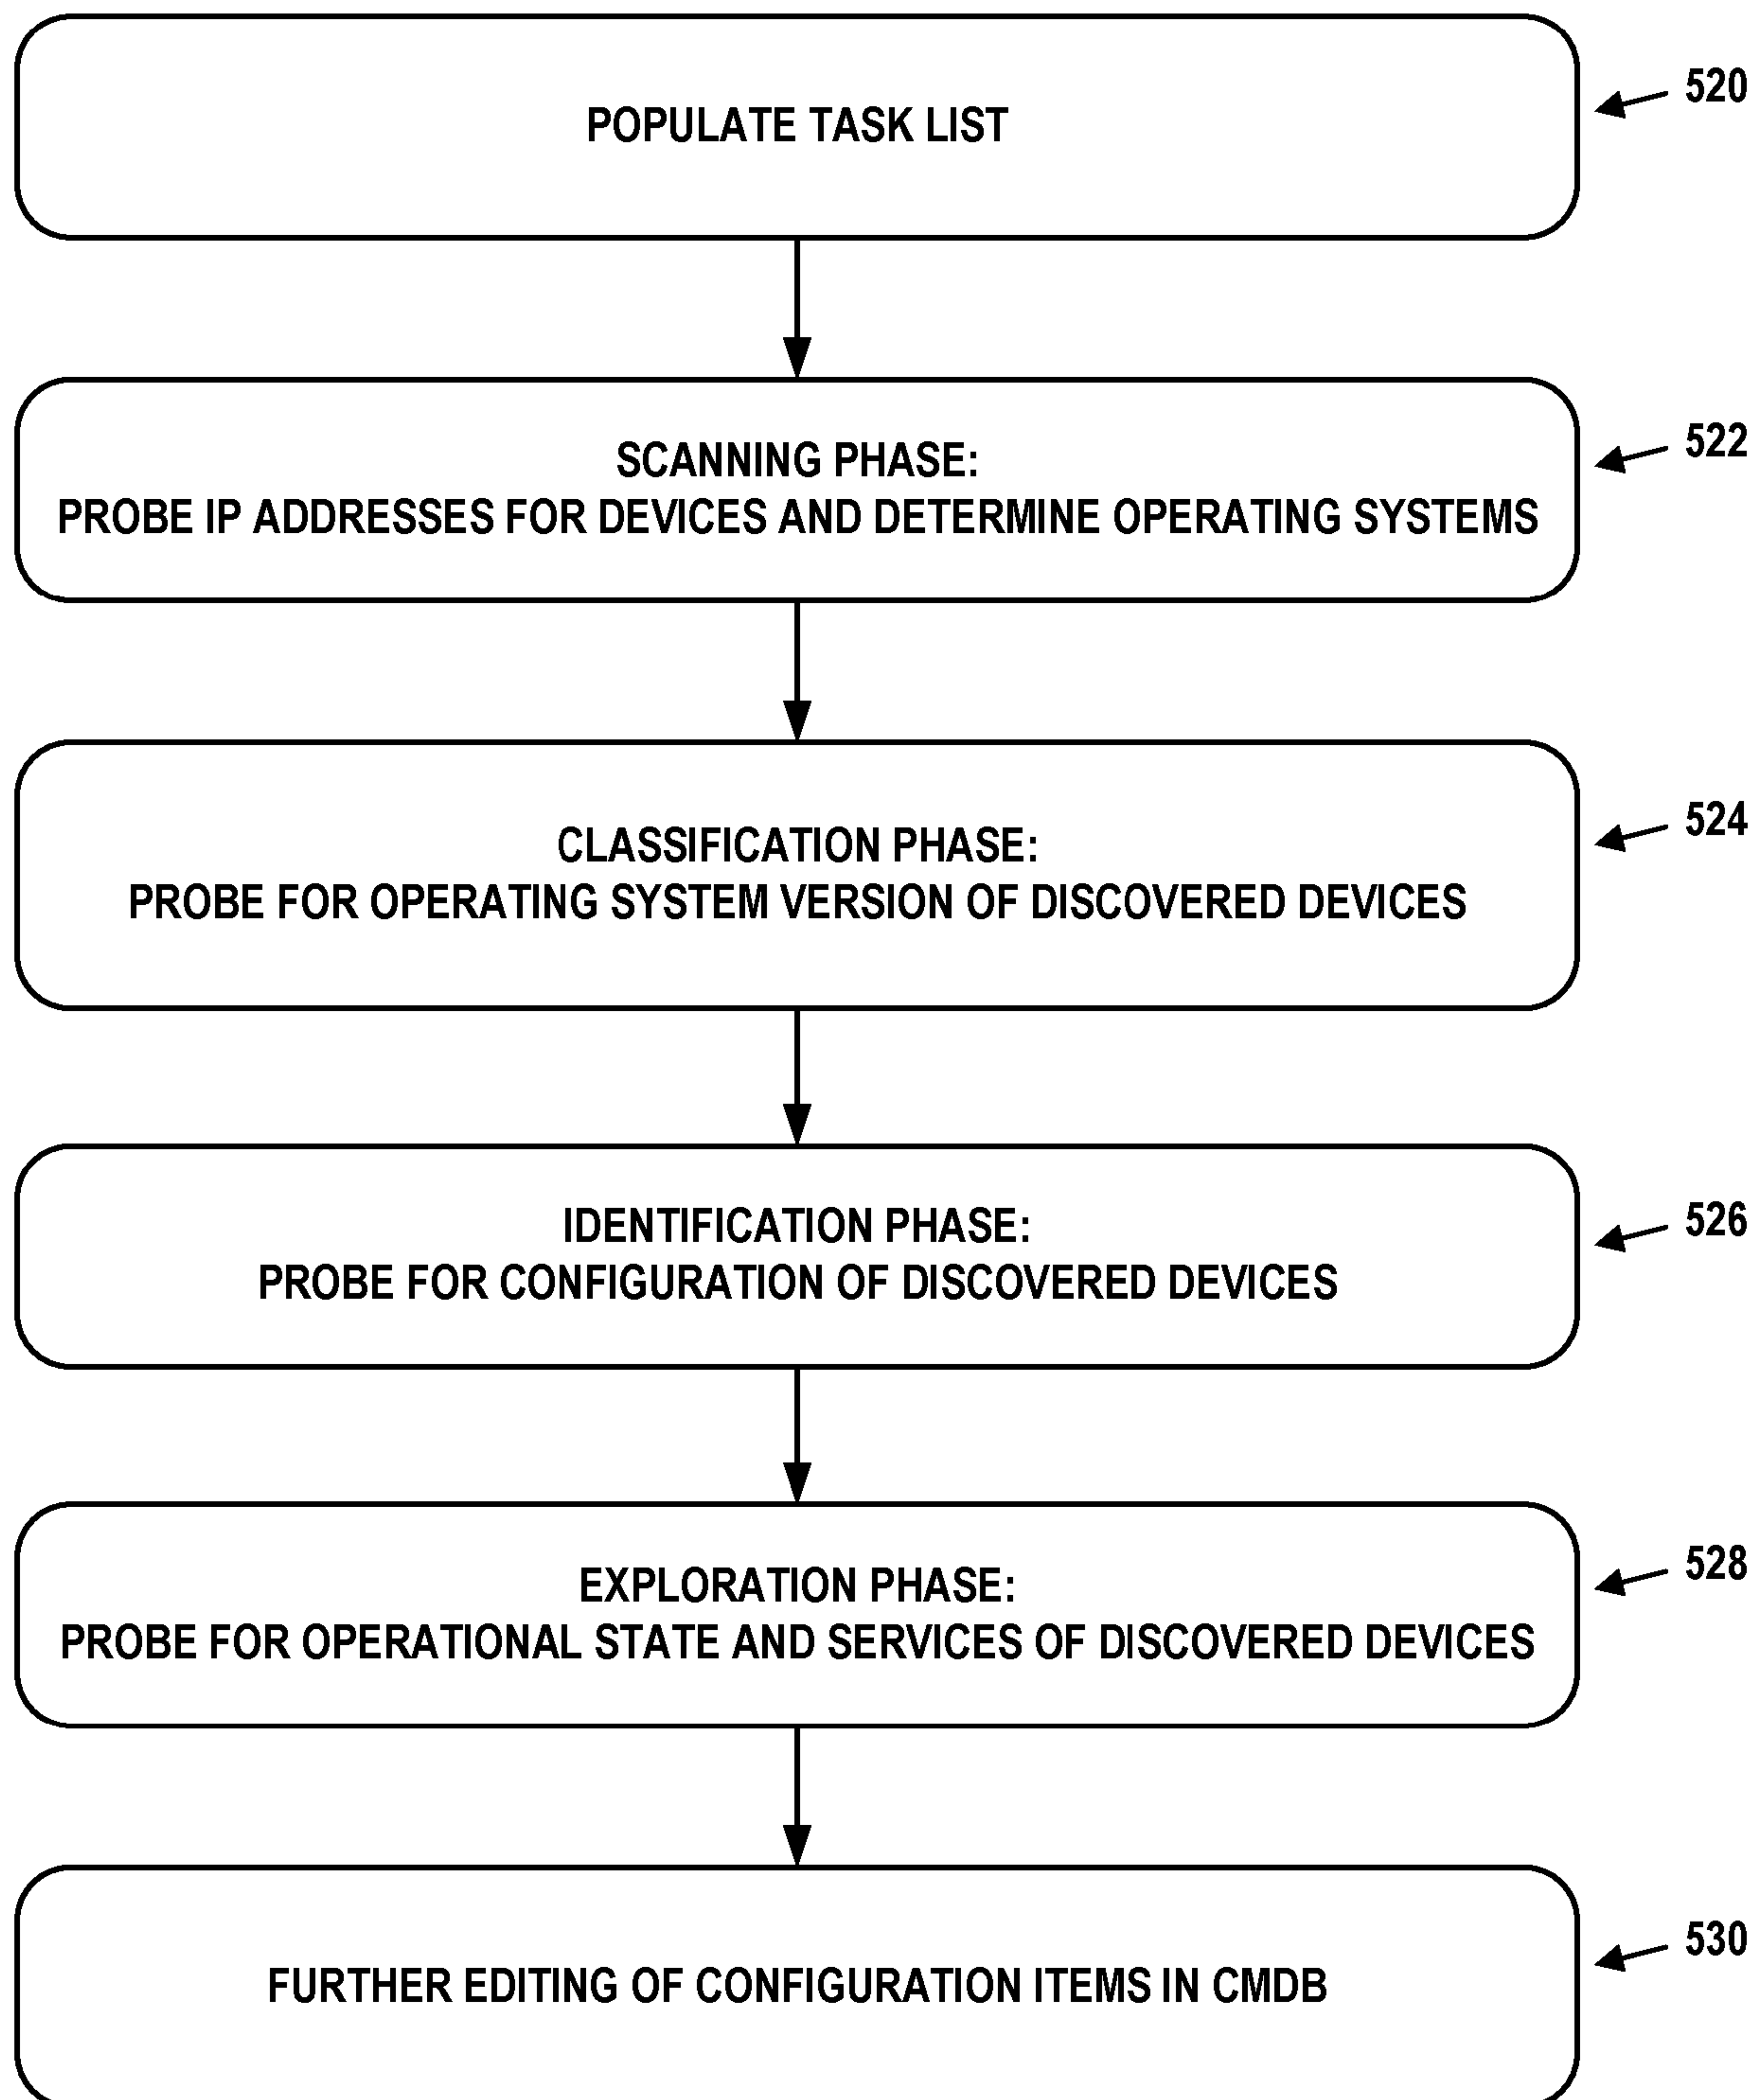 POPULATE TASK LIST
520
SCANNING PHASE:
PROBE IP ADDRESSES FOR DEVICES AND DETERMINE OPERATING SYSTEMS
522
CLASSIFICATION PHASE:
PROBE FOR OPERATING SYSTEM VERSION OF DISCOVERED DEVICES
524
IDENTIFICATION PHASE:
PROBE FOR CONFIGURATION OF DISCOVERED DEVICES
526
EXPLORATION PHASE:
PROBE FOR OPERATIONAL STATE AND SERVICES OF DISCOVERED DEVICES
528
FURTHER EDITING OF CONFIGURATION ITEMS IN CMDB
530